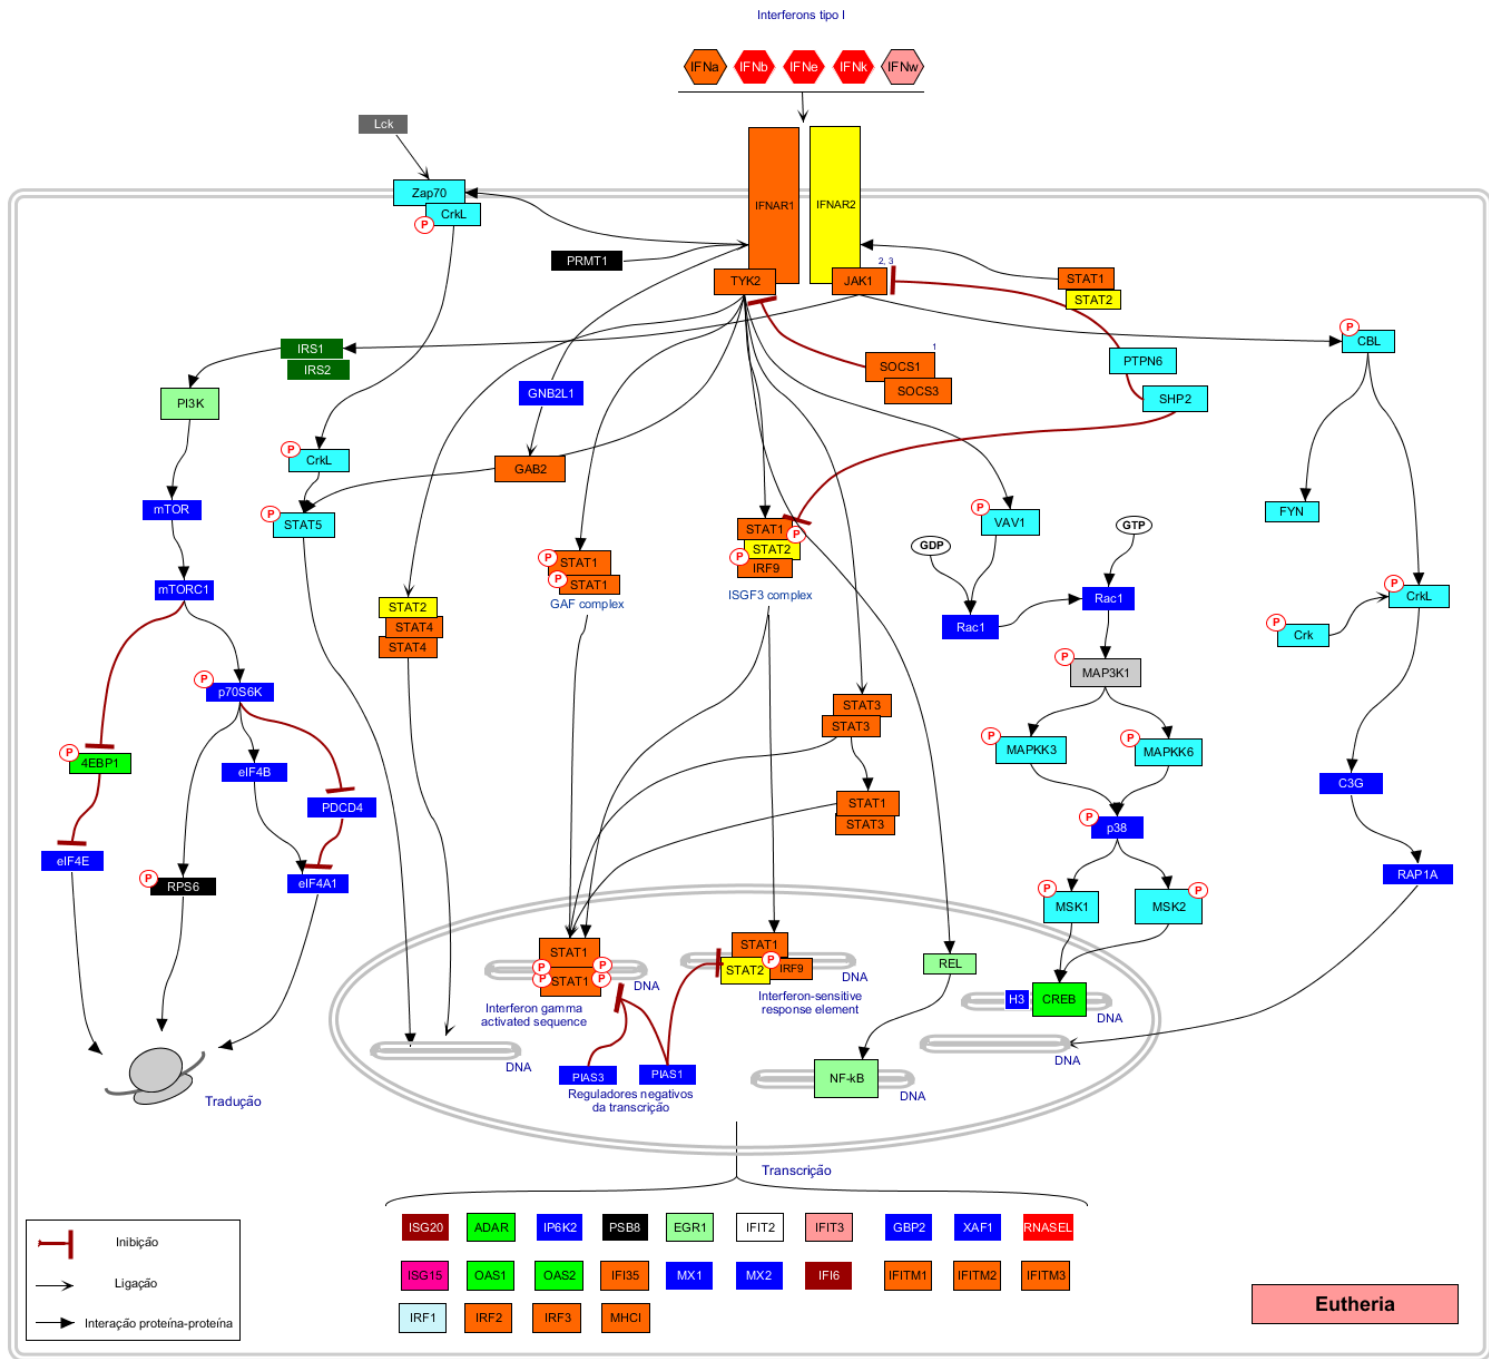 Interferons tipo I
IFNa IFNb IFNe IFNk IFNw
Lck
Zap70
CrkL
P
IFNAR1
IFNAR2
PRMT1
TYK2
JAK1
2, 3
STAT1
STAT2
IRS1
IRS2
1
SOCS1
SOCS3
P
CBL
PTPN6
SHP2
PI3K
GNB2L1
P
CrkL
GAB2
mTOR
P
STAT5
P
VAV1
FYN
GTP
GDP
STAT1
P
STAT2
P
IRF9
ISGF3 complex
P
STAT1
P
STAT1
GAF complex
mTORC1
STAT2
STAT4
STAT4
Rac1
Rac1
P
CrkL
P
Crk
P
MAP3K1
P
p70S6K
STAT3
STAT3
P
MAPKK3
P
MAPKK6
P
4EBP1
eIF4B
PDCD4
STAT1
STAT3
C3G
P
p38
eIF4E
P
RPS6
eIF4A1
RAP1A
P
MSK1
P
MSK2
STAT1
P
P
P
STAT1
P
DNA
Interferon gamma
activated sequence
STAT1
P
STAT2
IRF9
DNA
Interferon-sensitive
response element
REL
H3
CREB
DNA
DNA
DNA
PIAS3
PIAS1
Reguladores negativos
da transcrição
NF-kB
DNA
Tradução
Transcrição
ISG20 ADAR IP6K2 PSB8 EGR1 IFIT2 IFIT3 GBP2 XAF1 RNASEL
ISG15 OAS1 OAS2 IFI35 MX1 MX2 IFI6 IFITM1 IFITM2 IFITM3
IRF1 IRF2 IRF3 MHCI
Inibição
Ligação
Interação proteína-proteína
Eutheria